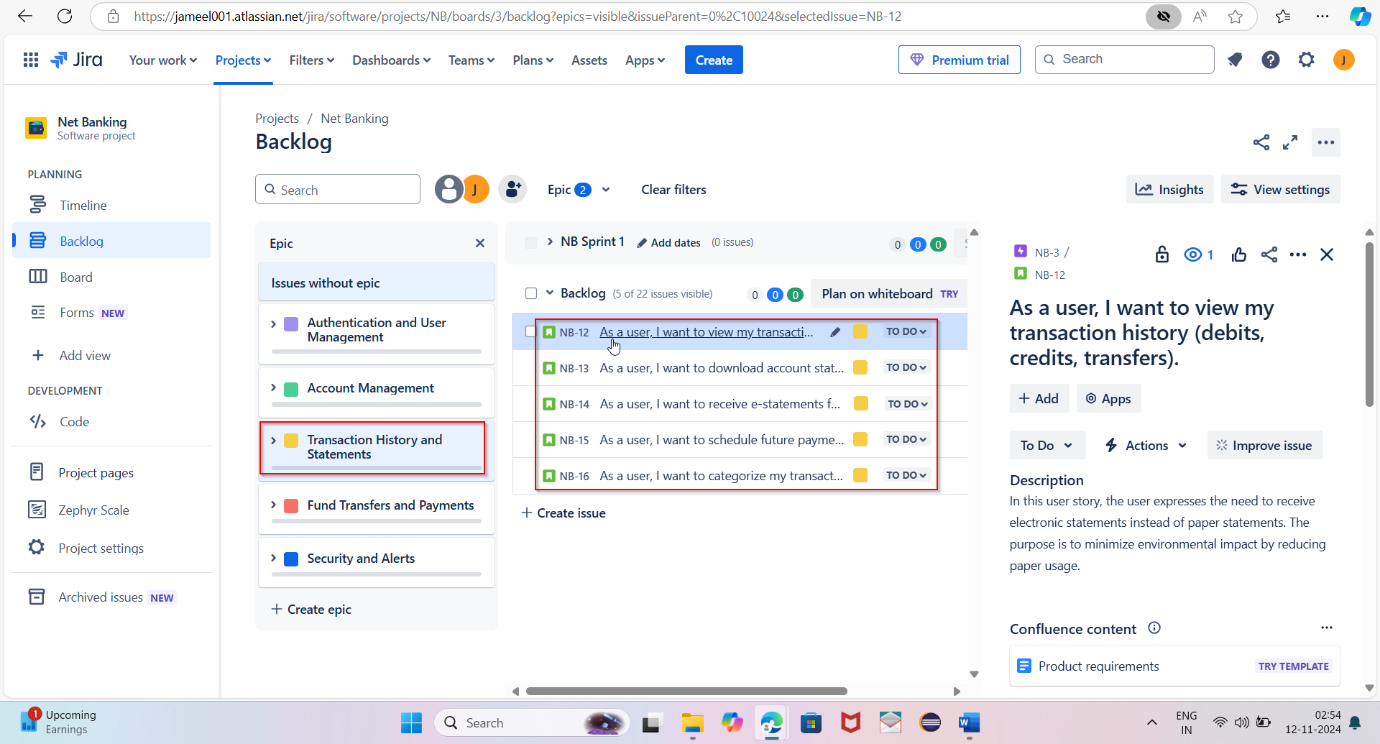 https://jameel001.atlassian.net/jira/software/projects/NB/boards/3/backlog?epics=visible&issueParent=0%2C10024&selectedIssue=NB-12
Jira
Your work
Projects
Filters
Dashboards
Teams
Plans
Assets
Apps
Create
Premium trial
Search
J
Net Banking
Software project
PLANNING
Timeline
Backlog
Board
Forms NEW
Add view
DEVELOPMENT
Code
Project pages
Zephyr Scale
Project settings
Archived issues NEW
Projects / Net Banking
Backlog
Search
J
Epic 2
Clear filters
Insights
View settings
Epic
Issues without epic
Authentication and User
Management
Account Management
Transaction History and
Statements
Fund Transfers and Payments
Security and Alerts
+ Create epic
NB Sprint 1 Add dates (0 issues) 0 0 0
Backlog (5 of 22 issues visible) 0 0 0 Plan on whiteboard TRY
NB-12 As a user, I want to view my transacti... TO DO
NB-13 As a user, I want to download account stat... TO DO
NB-14 As a user, I want to receive e-statements f... TO DO
NB-15 As a user, I want to schedule future payme... TO DO
NB-16 As a user, I want to categorize my transact... TO DO
+ Create issue
NB-3 /
NB-12
1
As a user, I want to view my
transaction history (debits,
credits, transfers).
+ Add
Apps
To Do
Actions
Improve issue
Description
In this user story, the user expresses the need to receive
electronic statements instead of paper statements. The
purpose is to minimize environmental impact by reducing
paper usage.
Confluence content
Product requirements TRY TEMPLATE
1
Upcoming
Earnings
Search
ENG
IN
02:54
12-11-2024